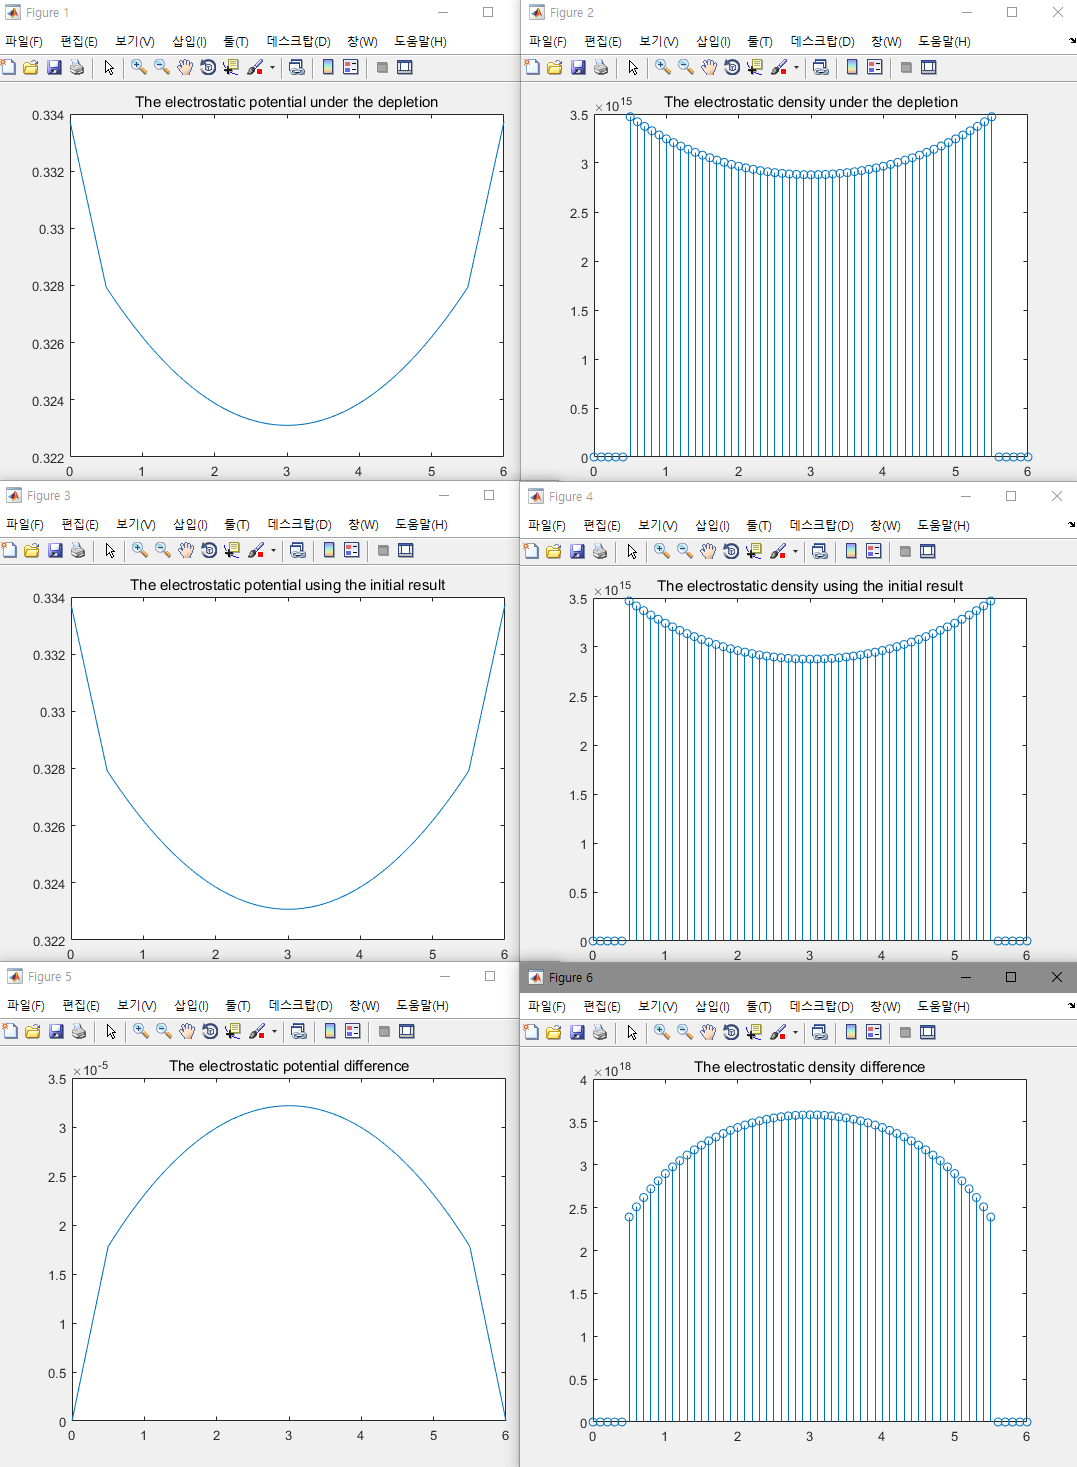 Figure 1
파일(F) 편집(E) 보기(V) 삽입(I) 툴(T) 데스크탑(D) 창(W) 도움말(H)
The electrostatic potential under the depletion
0.334
0.332
0.33
0.328
0.326
0.324
0.322
0 1 2 3 4 5 6
Figure 2
파일(F) 편집(E) 보기(V) 삽입(I) 툴(T) 데스크탑(D) 창(W) 도움말(H)
×10^15
The electrostatic density under the depletion
3.5
3
2.5
2
1.5
1
0.5
0
0 1 2 3 4 5 6
Figure 3
파일(F) 편집(E) 보기(V) 삽입(I) 툴(T) 데스크탑(D) 창(W) 도움말(H)
The electrostatic potential using the initial result
0.334
0.332
0.33
0.328
0.326
0.324
0.322
0 1 2 3 4 5 6
Figure 4
파일(F) 편집(E) 보기(V) 삽입(I) 툴(T) 데스크탑(D) 창(W) 도움말(H)
×10^15
The electrostatic density using the initial result
3.5
3
2.5
2
1.5
1
0.5
0
0 1 2 3 4 5 6
Figure 5
파일(F) 편집(E) 보기(V) 삽입(I) 툴(T) 데스크탑(D) 창(W) 도움말(H)
×10^-5
The electrostatic potential difference
3.5
3
2.5
2
1.5
1
0.5
0
0 1 2 3 4 5 6
Figure 6
파일(F) 편집(E) 보기(V) 삽입(I) 툴(T) 데스크탑(D) 창(W) 도움말(H)
×10^18
The electrostatic density difference
4
3.5
3
2.5
2
1.5
1
0.5
0
0 1 2 3 4 5 6